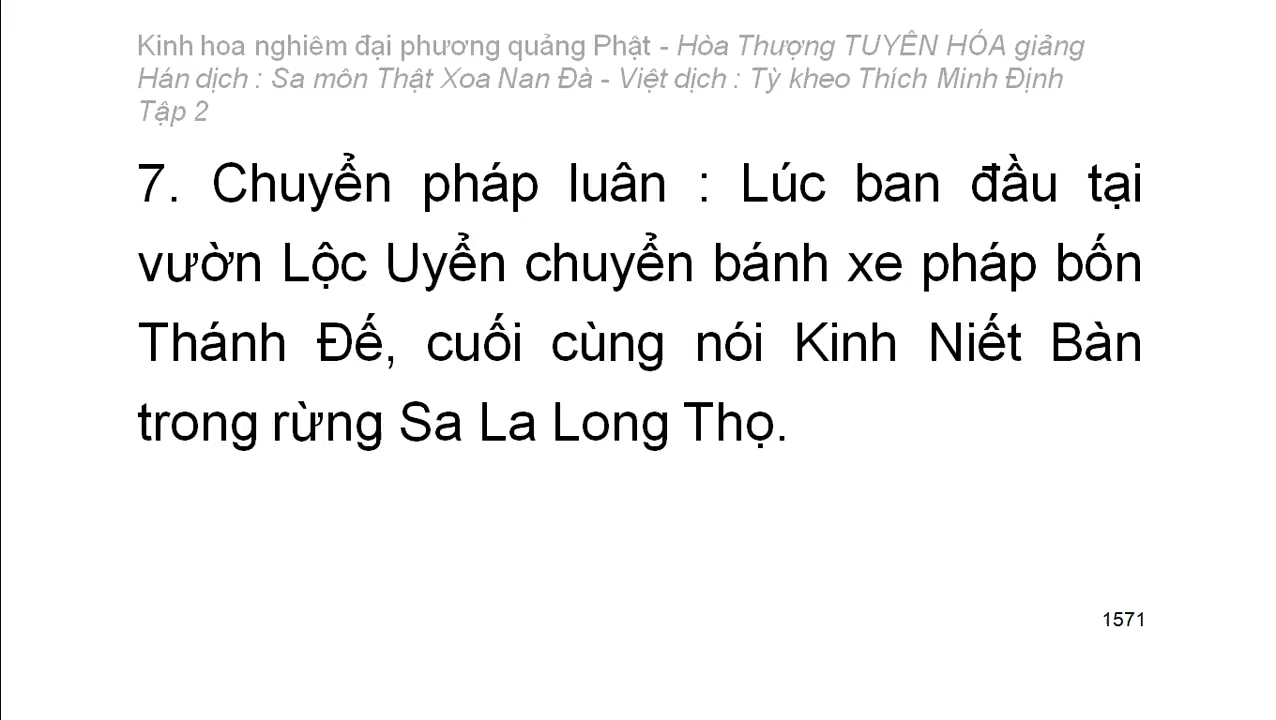 Kinh hoa nghiêm đại phương quảng Phật - Hòa Thượng TUYÊN HÓA giảng
Hán dịch : Sa môn Thật Xoa Nan Đà - Việt dịch : Tỳ kheo Thích Minh Định
Tập 2
7. Chuyển pháp luân : Lúc ban đầu tại
vườn Lộc Uyển chuyển bánh xe pháp bốn
Thánh Đế, cuối cùng nói Kinh Niết Bàn
trong rừng Sa La Long Thọ.
1571